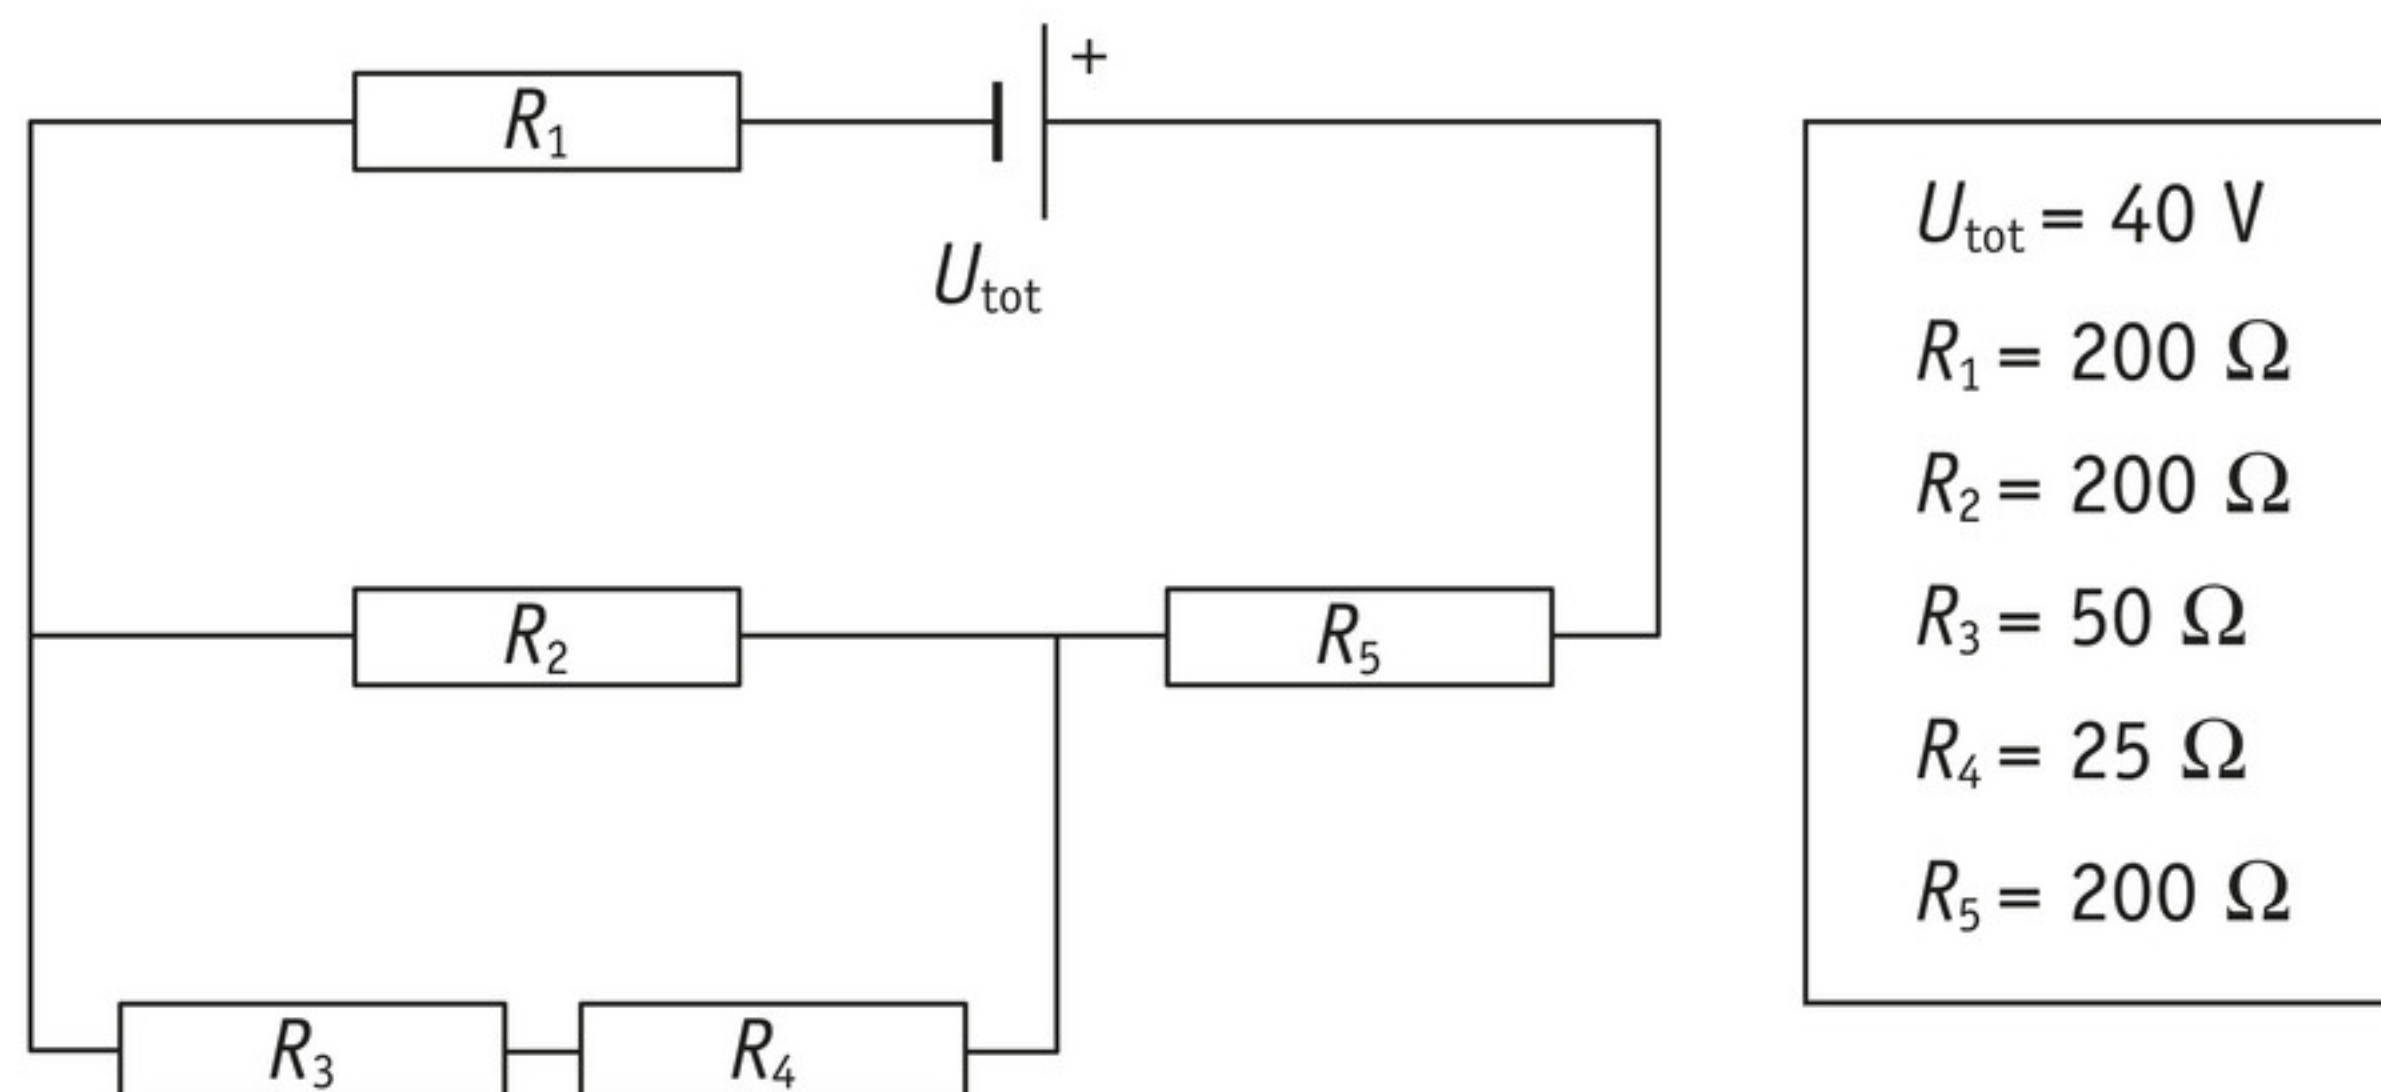 +
R1
Utot
R2
R5
R3
R4
Utot = 40 V
R1 = 200 Ω
R2 = 200 Ω
R3 = 50 Ω
R4 = 25 Ω
R5 = 200 Ω